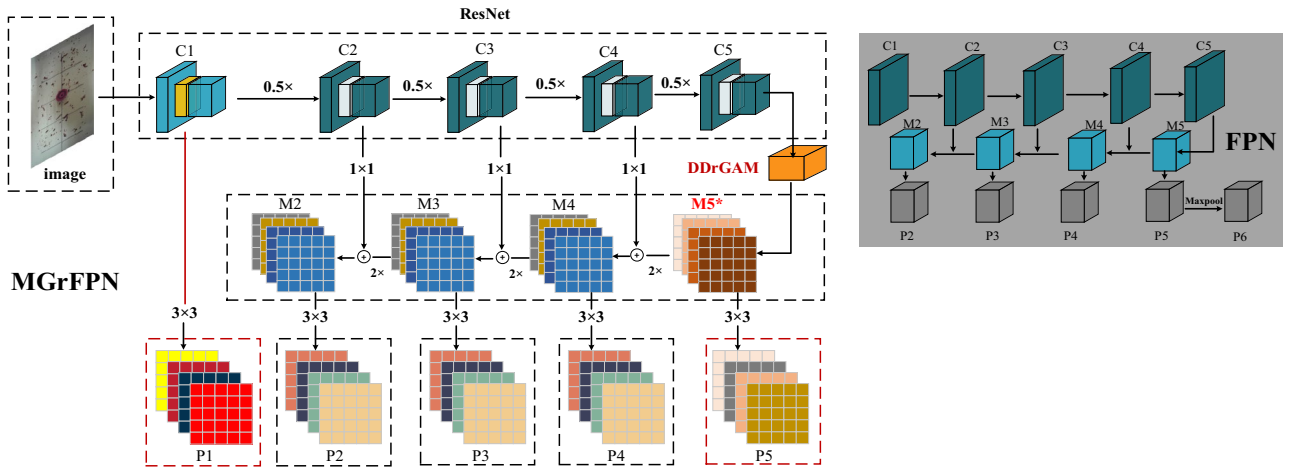 ResNet
C1
C2
C3
C4
C5
0.5×
0.5×
0.5×
0.5×
image
1×1
1×1
1×1
DDrGAM
M2
M3
M4
M5*
2×
2×
2×
MGrFPN
3×3
3×3
3×3
3×3
3×3
P1
P2
P3
P4
P5
C1
C2
C3
C4
C5
M2
M3
M4
M5
FPN
Maxpool
P2
P3
P4
P5
P6